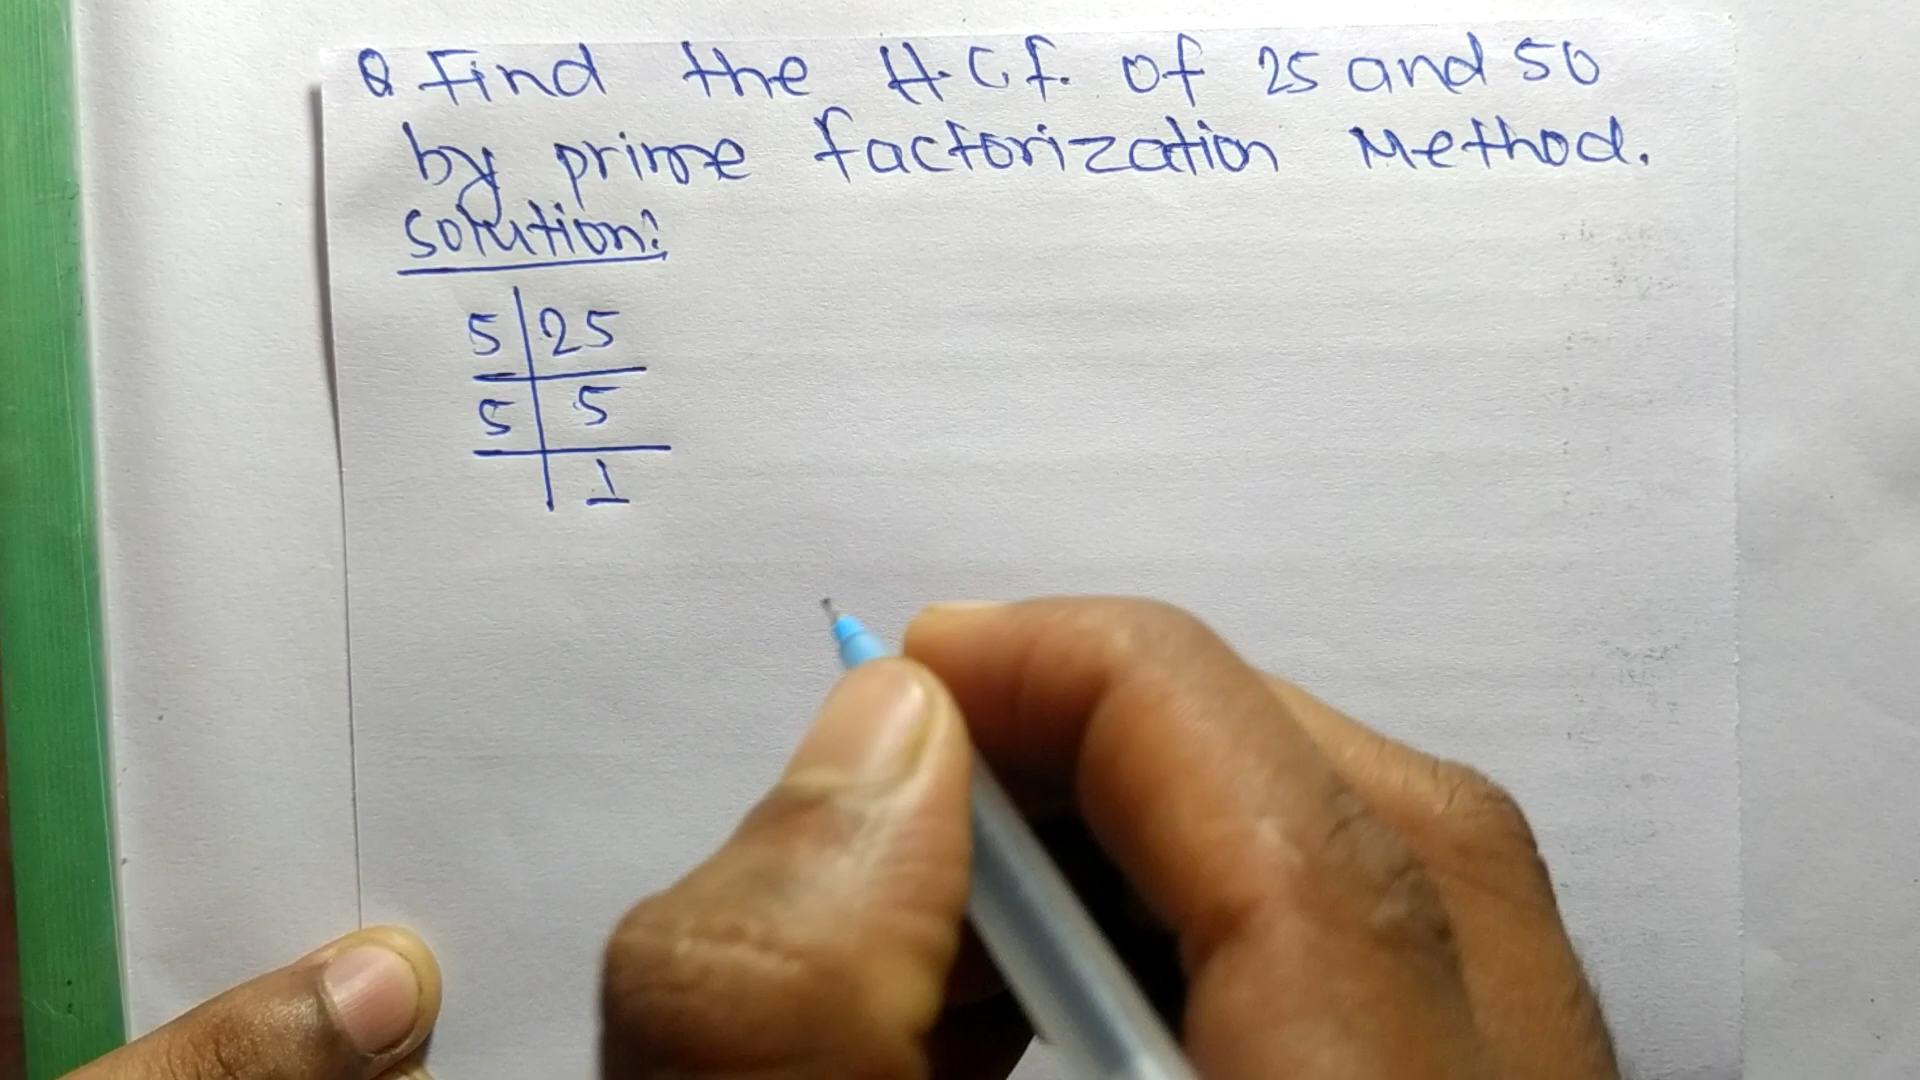 Q Find the H.C.f. of 25 and 50
by prime factorization Method.
Solution:
5 | 25
5 | 5
| 1